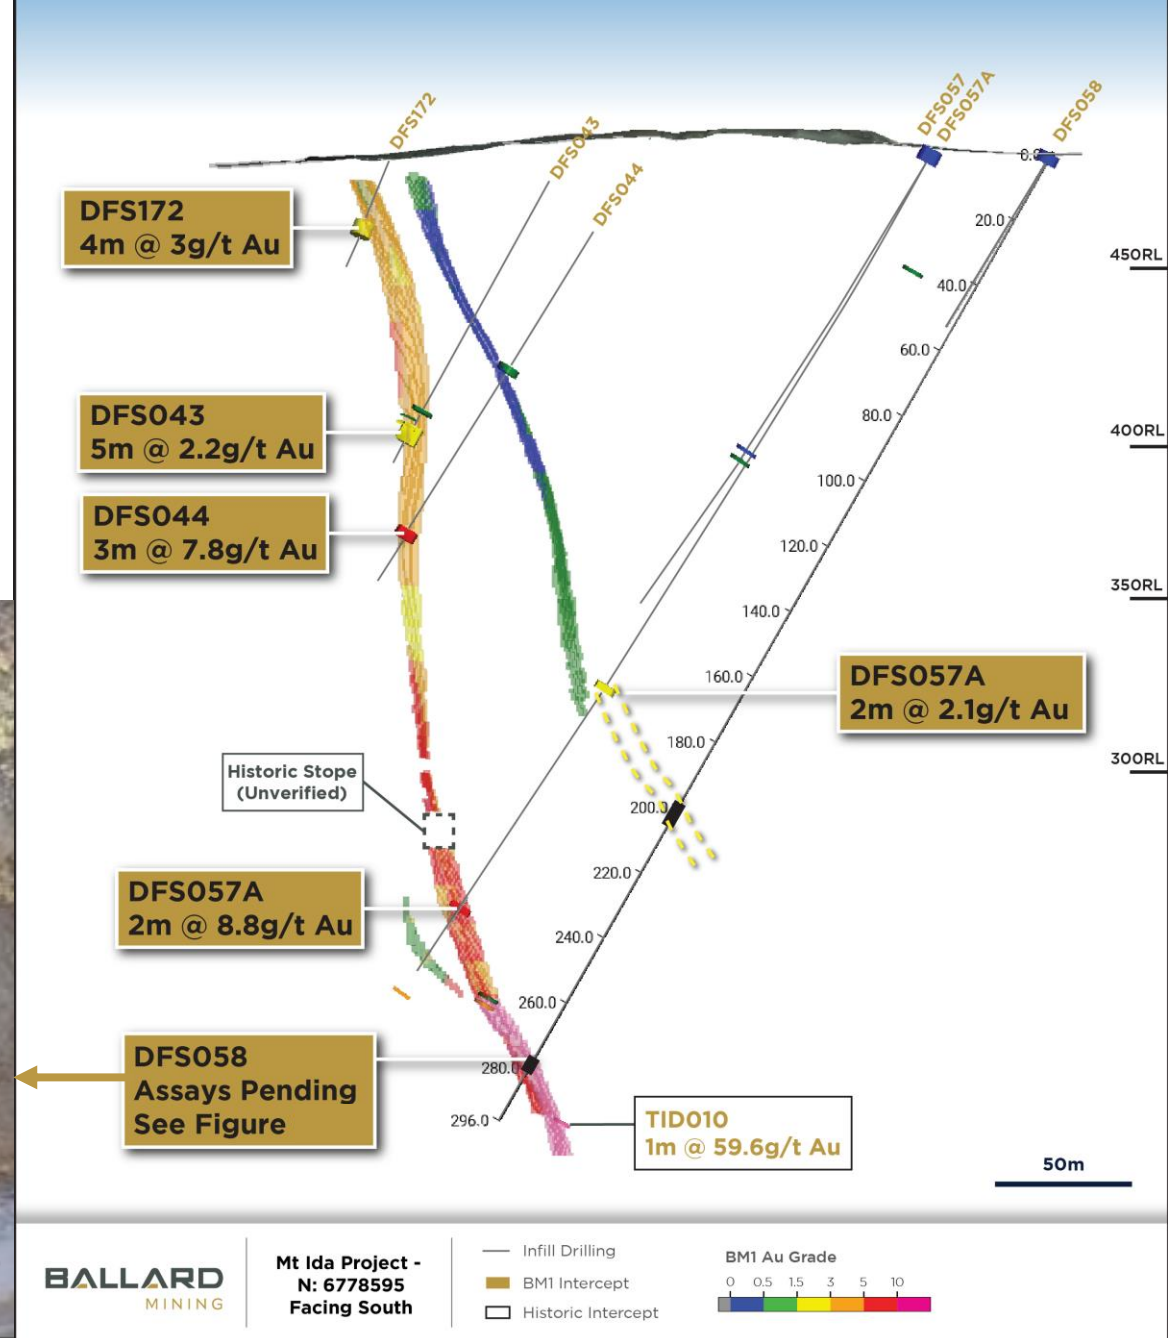 DFS172
DFS043
DFS044
DFS057
DFS057A
DFS058
DFS172
4m @ 3g/t Au
DFS043
5m @ 2.2g/t Au
DFS044
3m @ 7.8g/t Au
20.0
40.0
60.0
80.0
100.0
120.0
140.0
160.0
180.0
200.0
220.0
240.0
260.0
280.0
296.0
450RL
400RL
350RL
300RL
DFS057A
2m @ 2.1g/t Au
Historic Stope
(Unverified)
DFS057A
2m @ 8.8g/t Au
DFS058
Assays Pending
See Figure
TID010
1m @ 59.6g/t Au
50m
BALLARD
MINING
Mt Ida Project -
N: 6778595
Facing South
Infill Drilling
BM1 Intercept
Historic Intercept
BM1 Au Grade
0 0.5 1.5 3 5 10